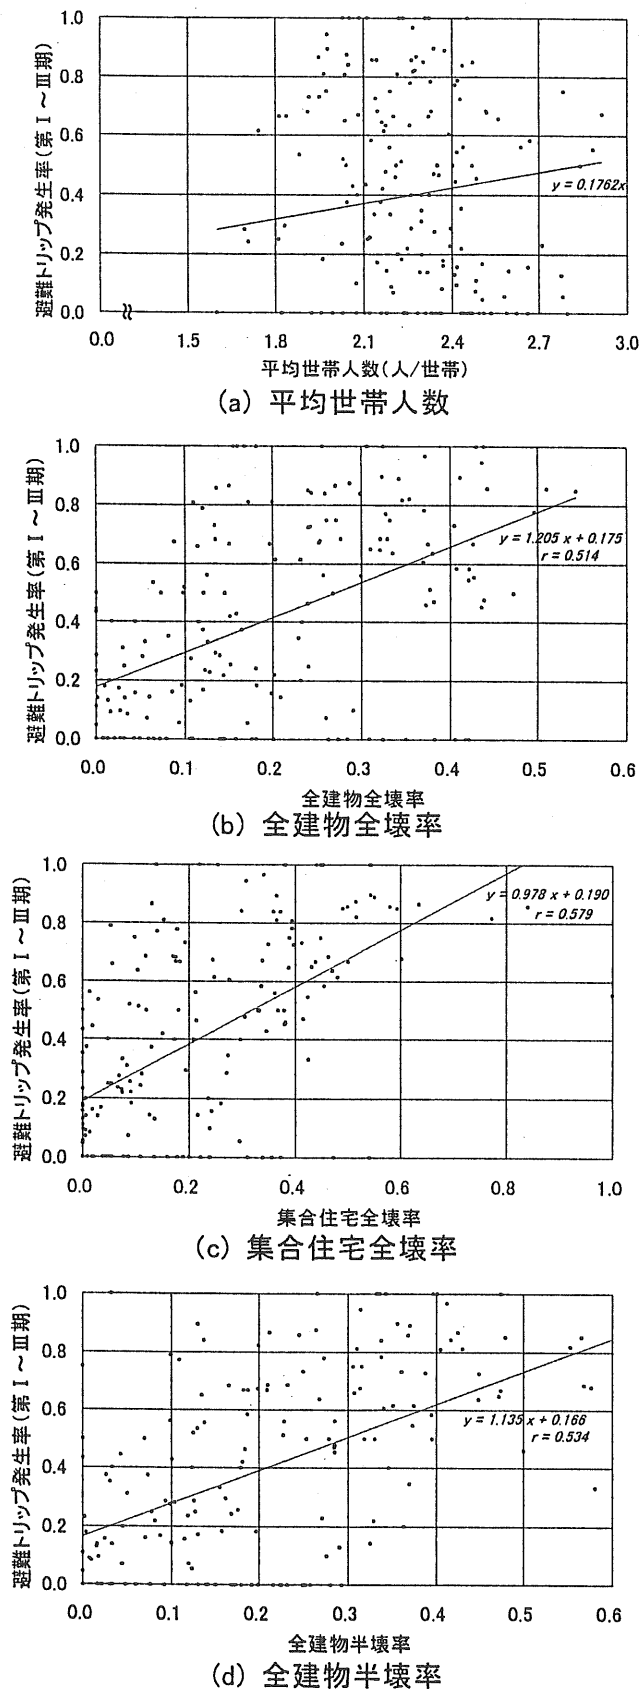 避難トリップ発生率(第Ⅰ～Ⅲ期)
1.0
0.8
0.6
0.4
0.2
0.0
y = 0.1762x
0.0 1.5 1.8 2.1 2.4 2.7 3.0
平均世帯人数(人/世帯)
(a) 平均世帯人数
避難トリップ発生率(第Ⅰ～Ⅲ期)
1.0
0.8
0.6
0.4
0.2
0.0
y = 1.205 x + 0.175
r = 0.514
0.0 0.1 0.2 0.3 0.4 0.5 0.6
全建物全壊率
(b) 全建物全壊率
避難トリップ発生率(第Ⅰ～Ⅲ期)
1.0
0.8
0.6
0.4
0.2
0.0
y = 0.978 x + 0.190
r = 0.579
0.0 0.2 0.4 0.6 0.8 1.0
集合住宅全壊率
(c) 集合住宅全壊率
避難トリップ発生率(第Ⅰ～Ⅲ期)
1.0
0.8
0.6
0.4
0.2
0.0
y = 1.135 x + 0.166
r = 0.534
0.0 0.1 0.2 0.3 0.4 0.5 0.6
全建物半壊率
(d) 全建物半壊率